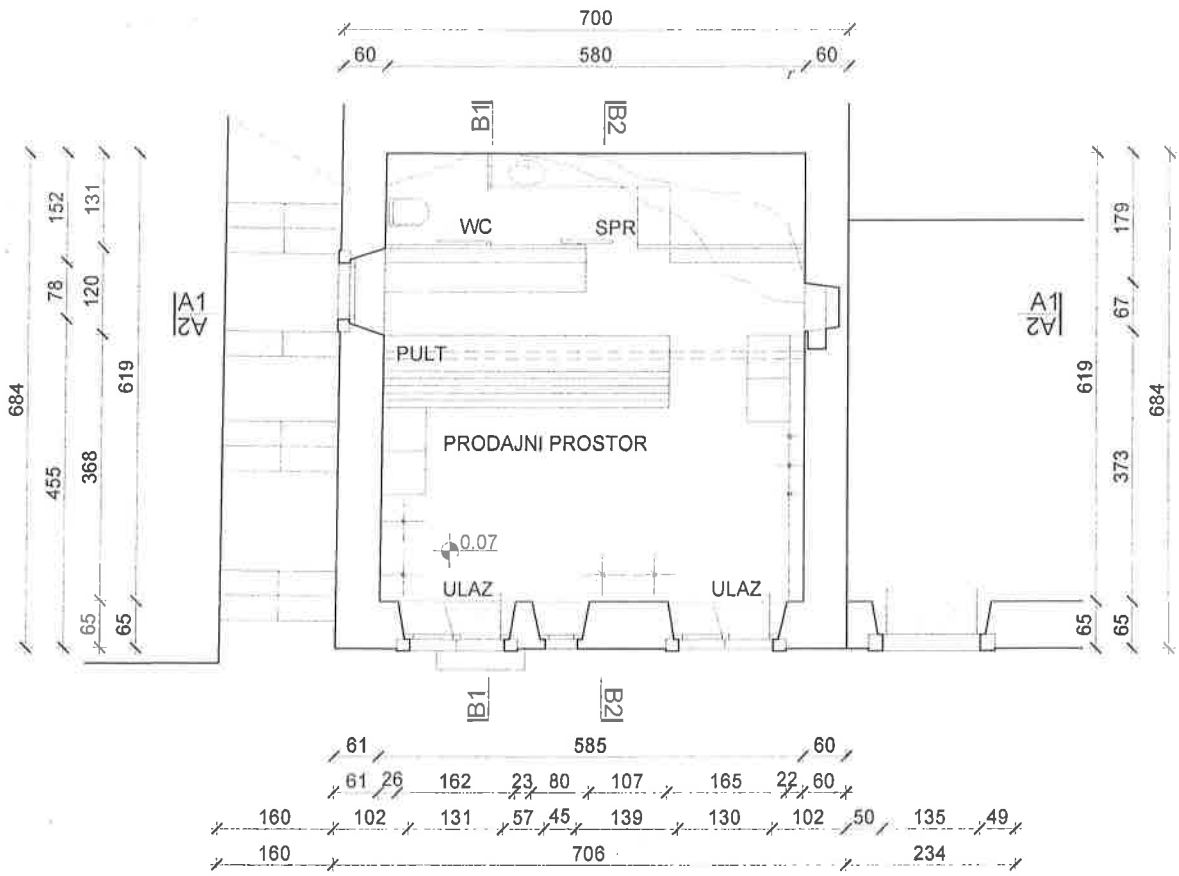 700
60 580 60
B1 B2
152 131 179
WC SPR
78 120 67
A1 A1
A2 A2
PULT
684 619 619 684
PRODAJNI PROSTOR
455 368 373
0.07
ULAZ ULAZ
65 65 65 65
B1 B2
61 585 60
61 26 162 23 80 107 165 22 60
160 102 131 57 45 139 130 102 50 135 49
160 706 234